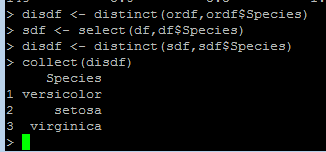 > disdf <- distinct(ordf,ordf$Species)
> sdf <- select(df,df$Species)
> disdf <- distinct(sdf,sdf$Species)
> collect(disdf)
Species
1 versicolor
2 setosa
3 virginica
>